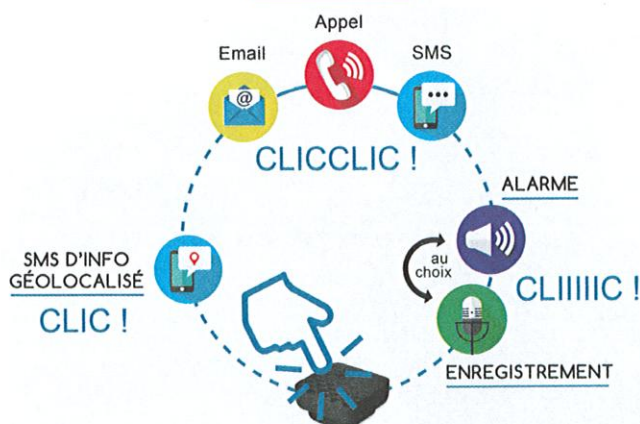 Appel
Email
SMS
@
CLICCLIC !
ALARME
SMS D'INFO
GÉOLOCALISÉ
au
choix
CLIIIIIC !
CLIC !
ENREGISTREMENT